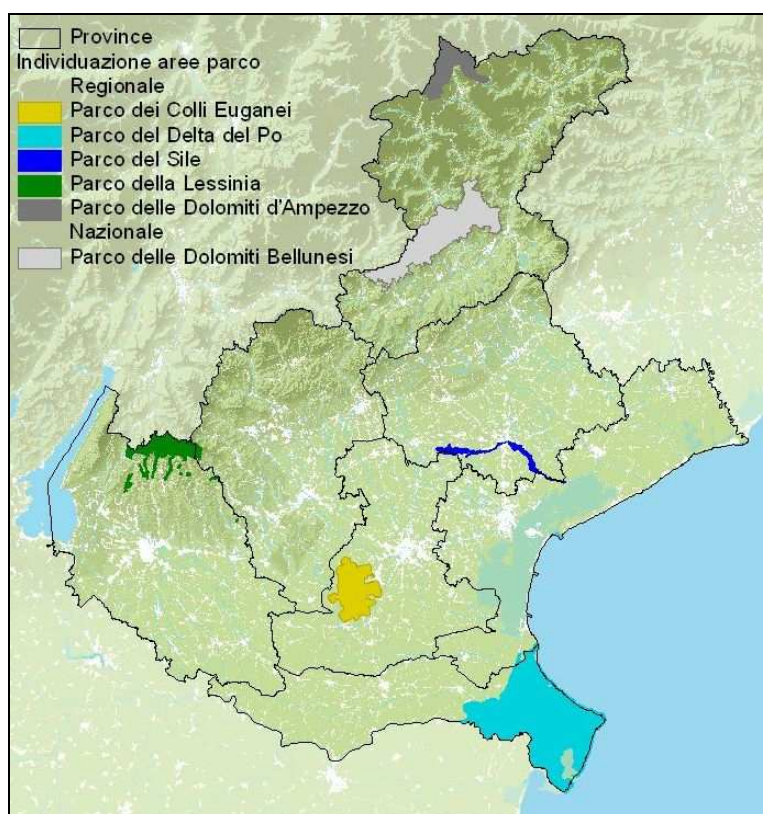 Province
Individuazione aree parco
Regionale
Parco dei Colli Euganei
Parco del Delta del Po
Parco del Sile
Parco della Lessinia
Parco delle Dolomiti d'Ampezzo
Nazionale
Parco delle Dolomiti Bellunesi